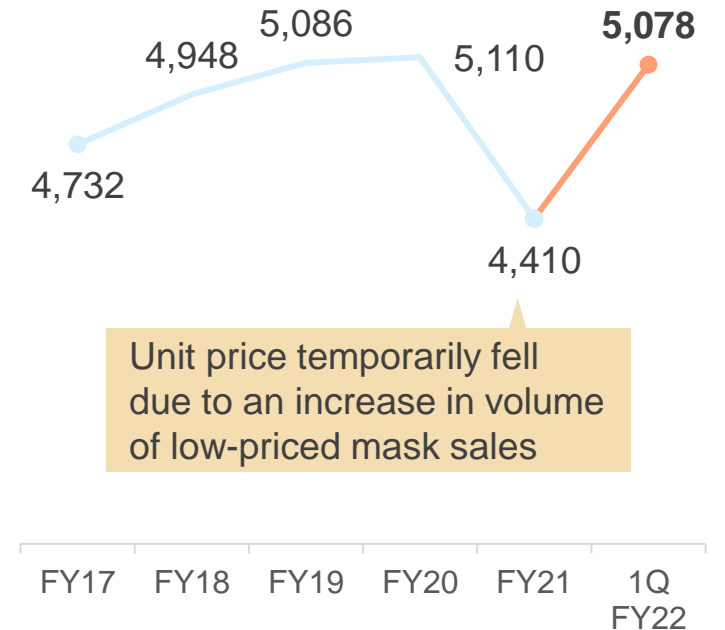 5,086
5,078
4,948
5,110
4,732
4,410
Unit price temporarily fell
due to an increase in volume
of low-priced mask sales
FY17 FY18 FY19 FY20 FY21 1Q
FY22